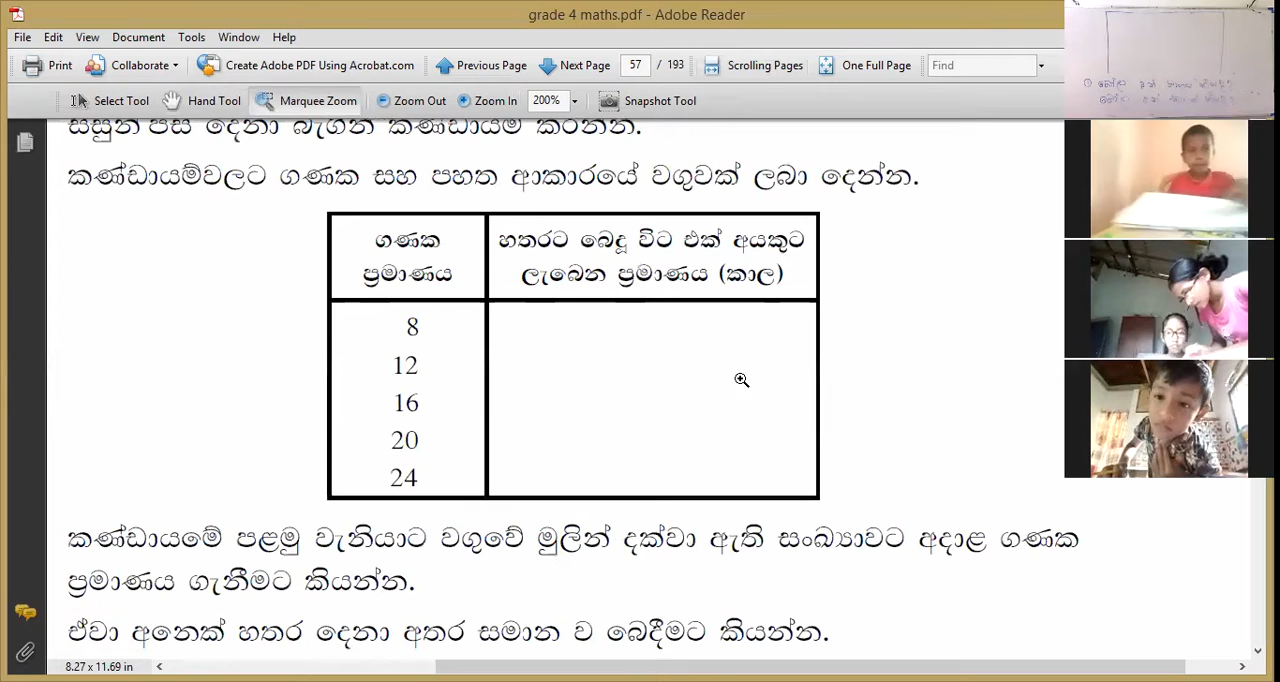 grade 4 maths.pdf - Adobe Reader
File Edit View Document Tools Window Help
Print Collaborate Create Adobe PDF Using Acrobat.com Previous Page Next Page 57 / 193 Scrolling Pages One Full Page Find
Select Tool Hand Tool Marquee Zoom Zoom Out Zoom In 200% Snapshot Tool
සිසුන් පස් දෙනා බැගින් කණ්ඩායම් කරන්න.
කණ්ඩායම්වලට ගණක සහ පහත ආකාරයේ වගුවක් ලබා දෙන්න.
ගණක ප්‍රමාණය
හතරට බෙදූ විට එක් අයකුට ලැබෙන ප්‍රමාණය (කාල)
8
12
16
20
24
කණ්ඩායමේ පළමු වැනියාට වගුවේ මුලින් දක්වා ඇති සංඛ්‍යාවට අදාළ ගණක
ප්‍රමාණය ගැනීමට කියන්න.
ඒවා අනෙක් හතර දෙනා අතර සමාන ව බෙදීමට කියන්න.
8.27 x 11.69 in